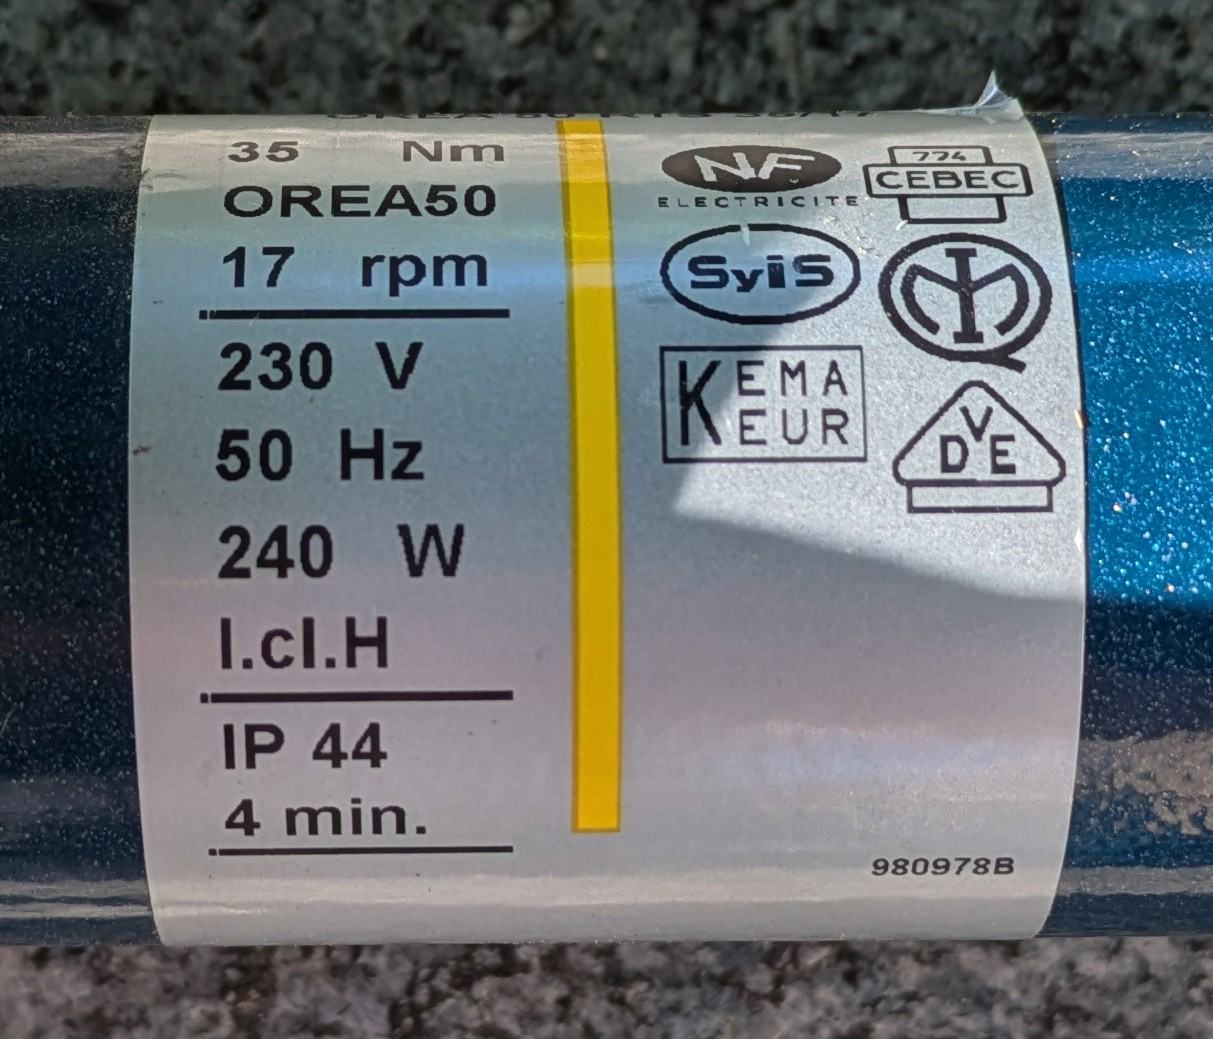 35 Nm
OREA50
17 rpm
230 V
50 Hz
240 W
I.cl.H
IP 44
4 min.
NF
ELECTRICITE
774
CEBEC
SyiS
KEMA
KEUR
VDE
980978B